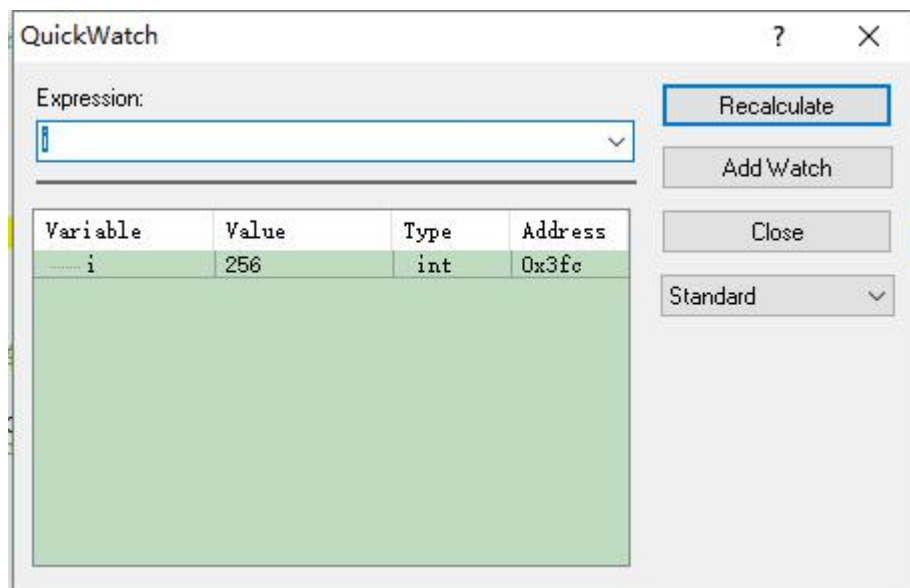 QuickWatch
?
Expression:
i
Recalculate
Add Watch
Close
Standard
Variable Value Type Address
i 256 int 0x3fc